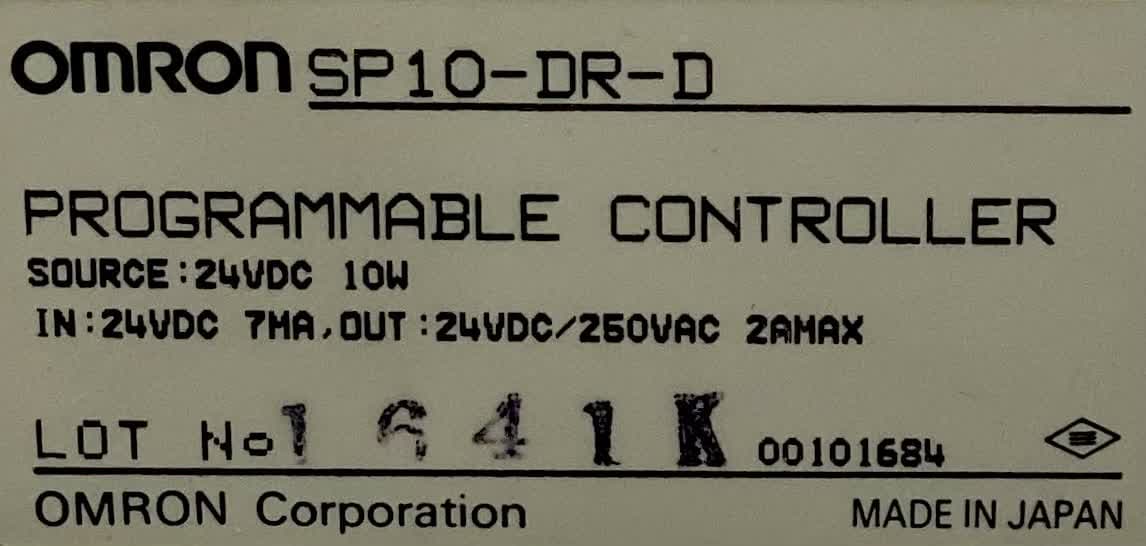 OMRON SP10-DR-D
PROGRAMMABLE CONTROLLER
SOURCE:24VDC 10W
IN:24VDC 7MA,OUT:24VDC/250VAC 2AMAX
LOT No 1 6 4 1 K 00101684
OMRON Corporation MADE IN JAPAN